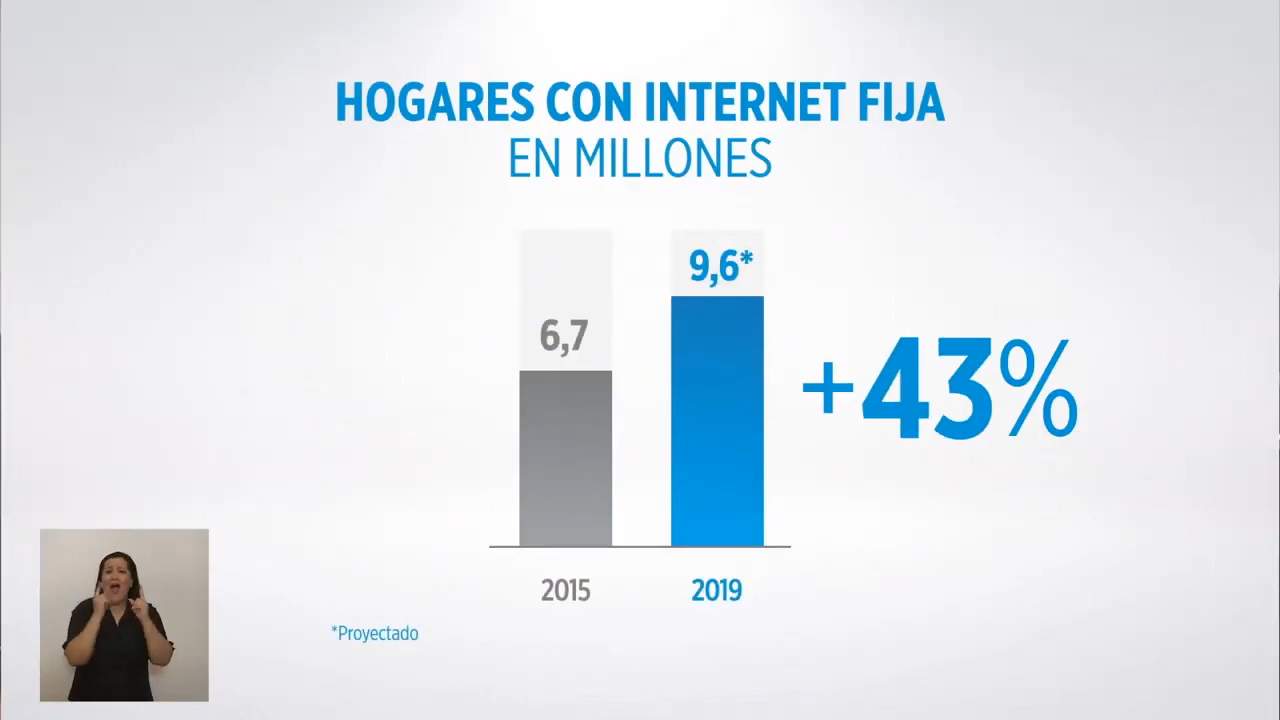 HOGARES CON INTERNET FIJA
EN MILLONES
9,6*
6,7
+43%
2015
2019
*Proyectado